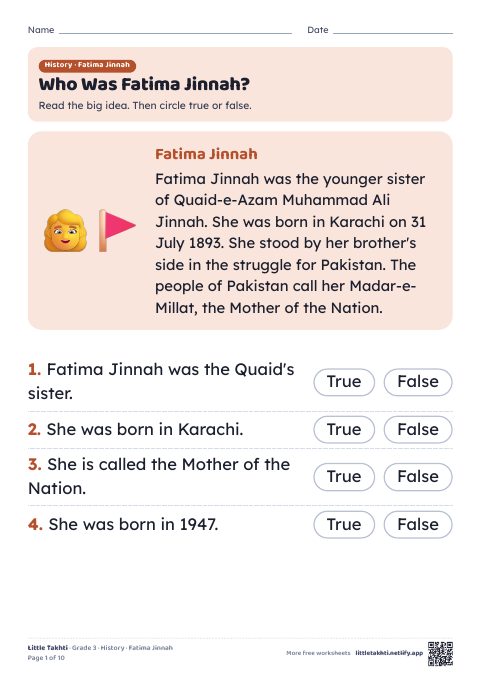 Name Date
History · Fatima Jinnah
Who Was Fatima Jinnah?
Read the big idea. Then circle true or false.
Fatima Jinnah
Fatima Jinnah was the younger sister
of Quaid-e-Azam Muhammad Ali
Jinnah. She was born in Karachi on 31
July 1893. She stood by her brother's
side in the struggle for Pakistan. The
people of Pakistan call her Madar-e-
Millat, the Mother of the Nation.
1. Fatima Jinnah was the Quaid's
sister.
True False
2. She was born in Karachi. True False
3. She is called the Mother of the
Nation.
True False
4. She was born in 1947. True False
Little Takhti · Grade 3 · History · Fatima Jinnah
Page 1 of 10
More free worksheets · littletakhti.netlify.app